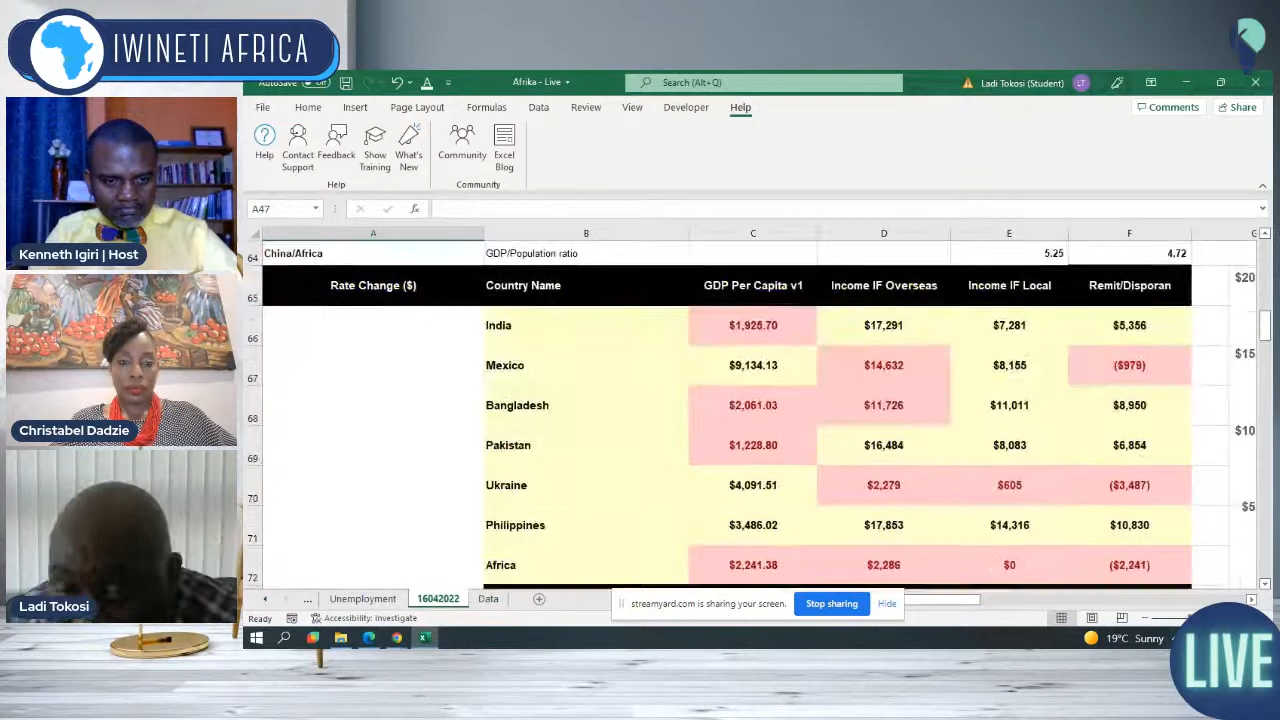 IWINETI AFRICA
AutoSave Off
Afrika - Live
Search (Alt+Q)
Ladi Tokosi (Student)
LT
File Home Insert Page Layout Formulas Data Review View Developer Help
Comments Share
Help Contact Support Feedback Show Training What's New Community Excel Blog
Help Community
A47 fx
A B C D E F G
64 China/Africa GDP/Population ratio 5.25 4.72
65 Rate Change ($) Country Name GDP Per Capita v1 Income IF Overseas Income IF Local Remit/Disporan
66 India $1,925.70 $17,291 $7,281 $5,356
67 Mexico $9,134.13 $14,632 $8,155 ($979)
68 Bangladesh $2,061.03 $11,726 $11,011 $8,950
69 Pakistan $1,228.80 $16,484 $8,083 $6,854
70 Ukraine $4,091.51 $2,279 $605 ($3,487)
71 Philippines $3,486.02 $17,853 $14,316 $10,830
72 Africa $2,241.38 $2,286 $0 ($2,241)
$20
$15
$10
$5
... Unemployment 16042022 Data
streamyard.com is sharing your screen. Stop sharing Hide
Ready Accessibility: Investigate
19°C Sunny
Kenneth Igiri | Host
Christabel Dadzie
Ladi Tokosi
LIVE